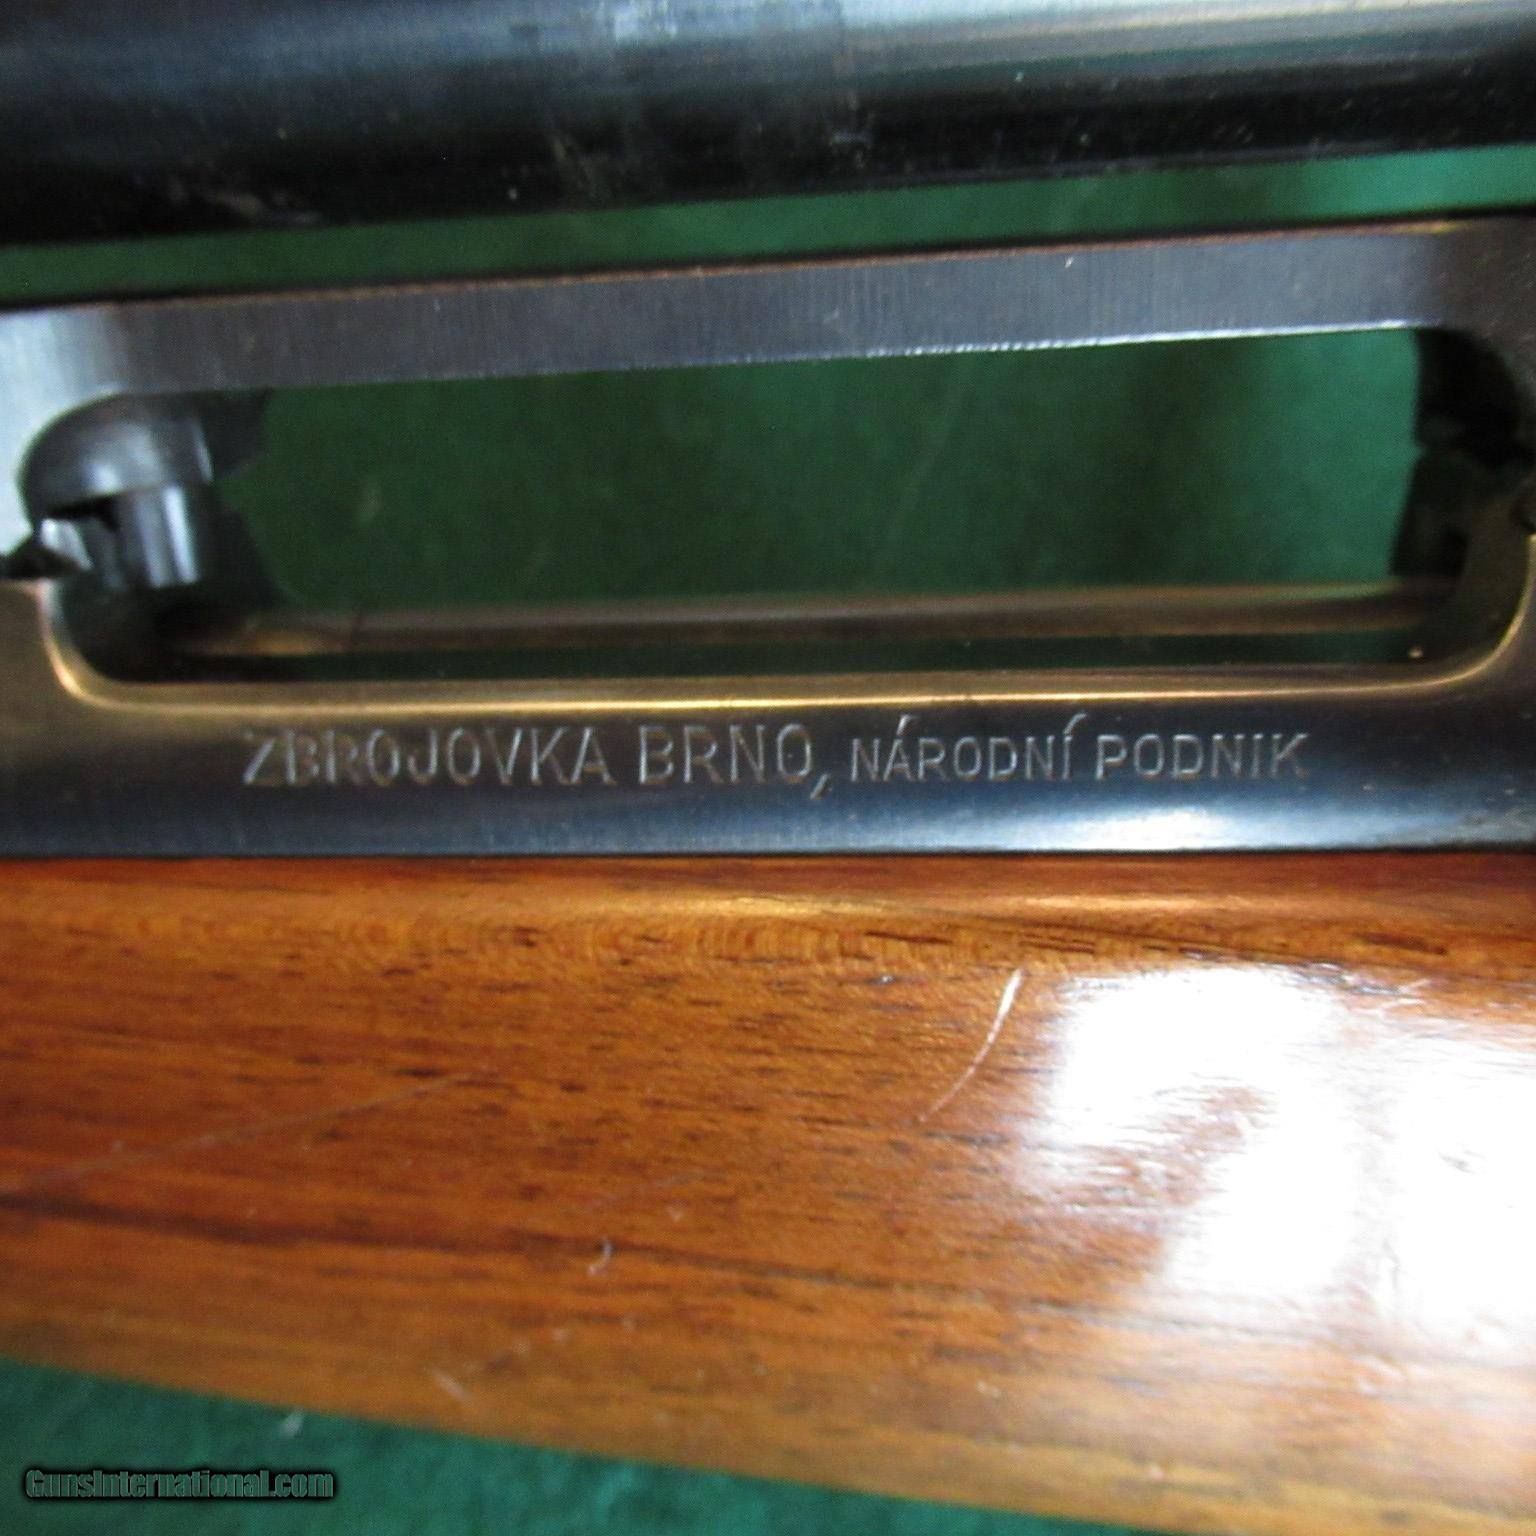 ZBROJOVKA BRNO, NÁRODNÍ PODNIK
GunsInternational.com